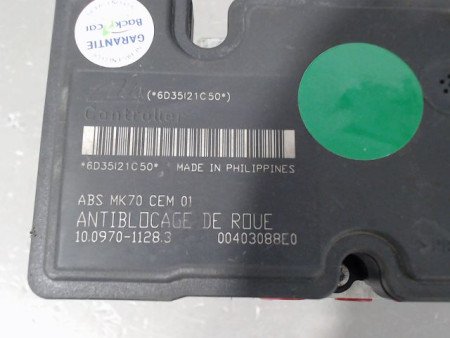 Back2car
GARANTIE
(*6D35I21C50*)
Controller
*6D35I21C50* MADE IN PHILIPPINES
ABS MK70 CEM 01
ANTIBLOCAGE DE ROUE
10.0970-1128.3 00403088E0